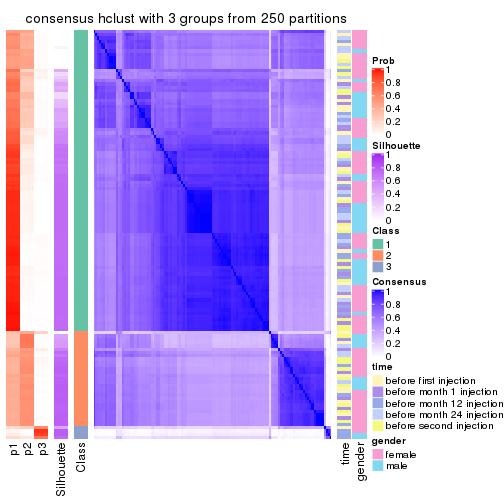 consensus hclust with 3 groups from 250 partitions
Prob
1
0.8
0.6
0.4
0.2
0
Silhouette
1
0.8
0.6
0.4
0.2
0
Class
1
2
3
Consensus
1
0.8
0.6
0.4
0.2
0
time
before first injection
before month 1 injection
before month 12 injection
before month 24 injection
before second injection
gender
female
male
p1
p2
p3
Silhouette
Class
time
gender